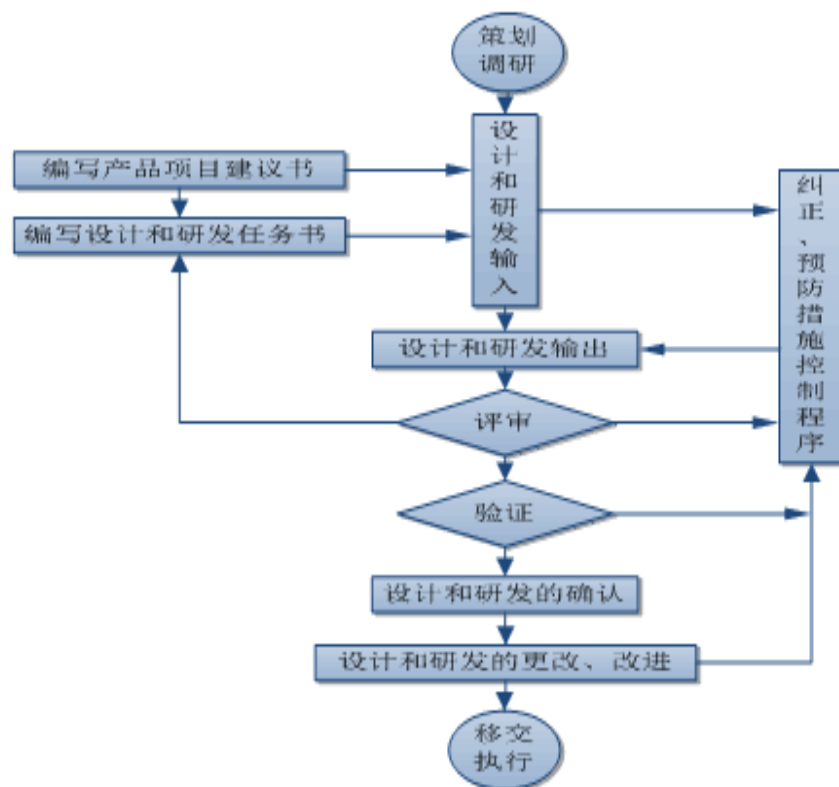 策划
调研
设计和研发输入
编写产品项目建议书
编写设计和研发任务书
纠正、预防措施控制程序
设计和研发输出
评审
验证
设计和研发的确认
设计和研发的更改、改进
移交
执行